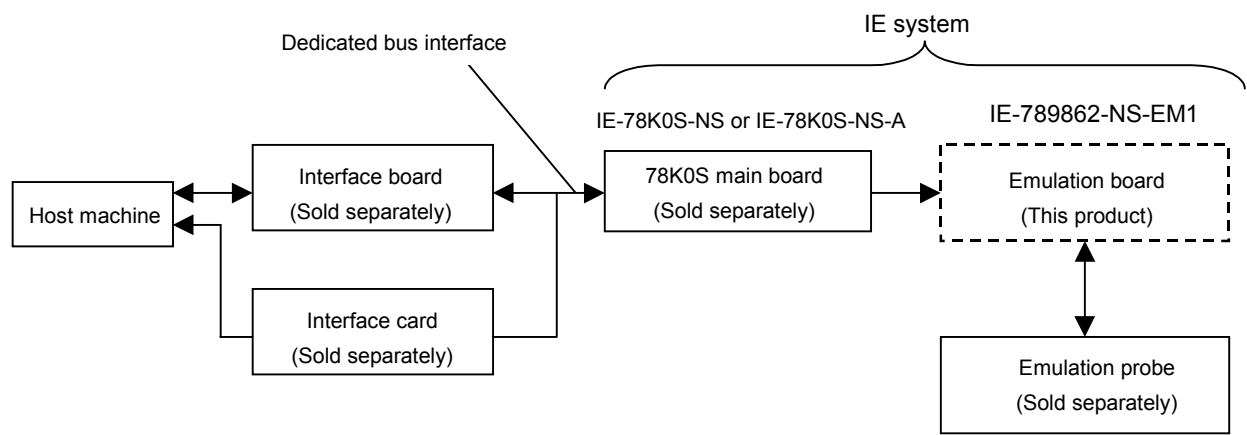 IE system
Dedicated bus interface
IE-78K0S-NS or IE-78K0S-NS-A
IE-789862-NS-EM1
Host machine
Interface board
(Sold separately)
78K0S main board
(Sold separately)
Emulation board
(This product)
Interface card
(Sold separately)
Emulation probe
(Sold separately)